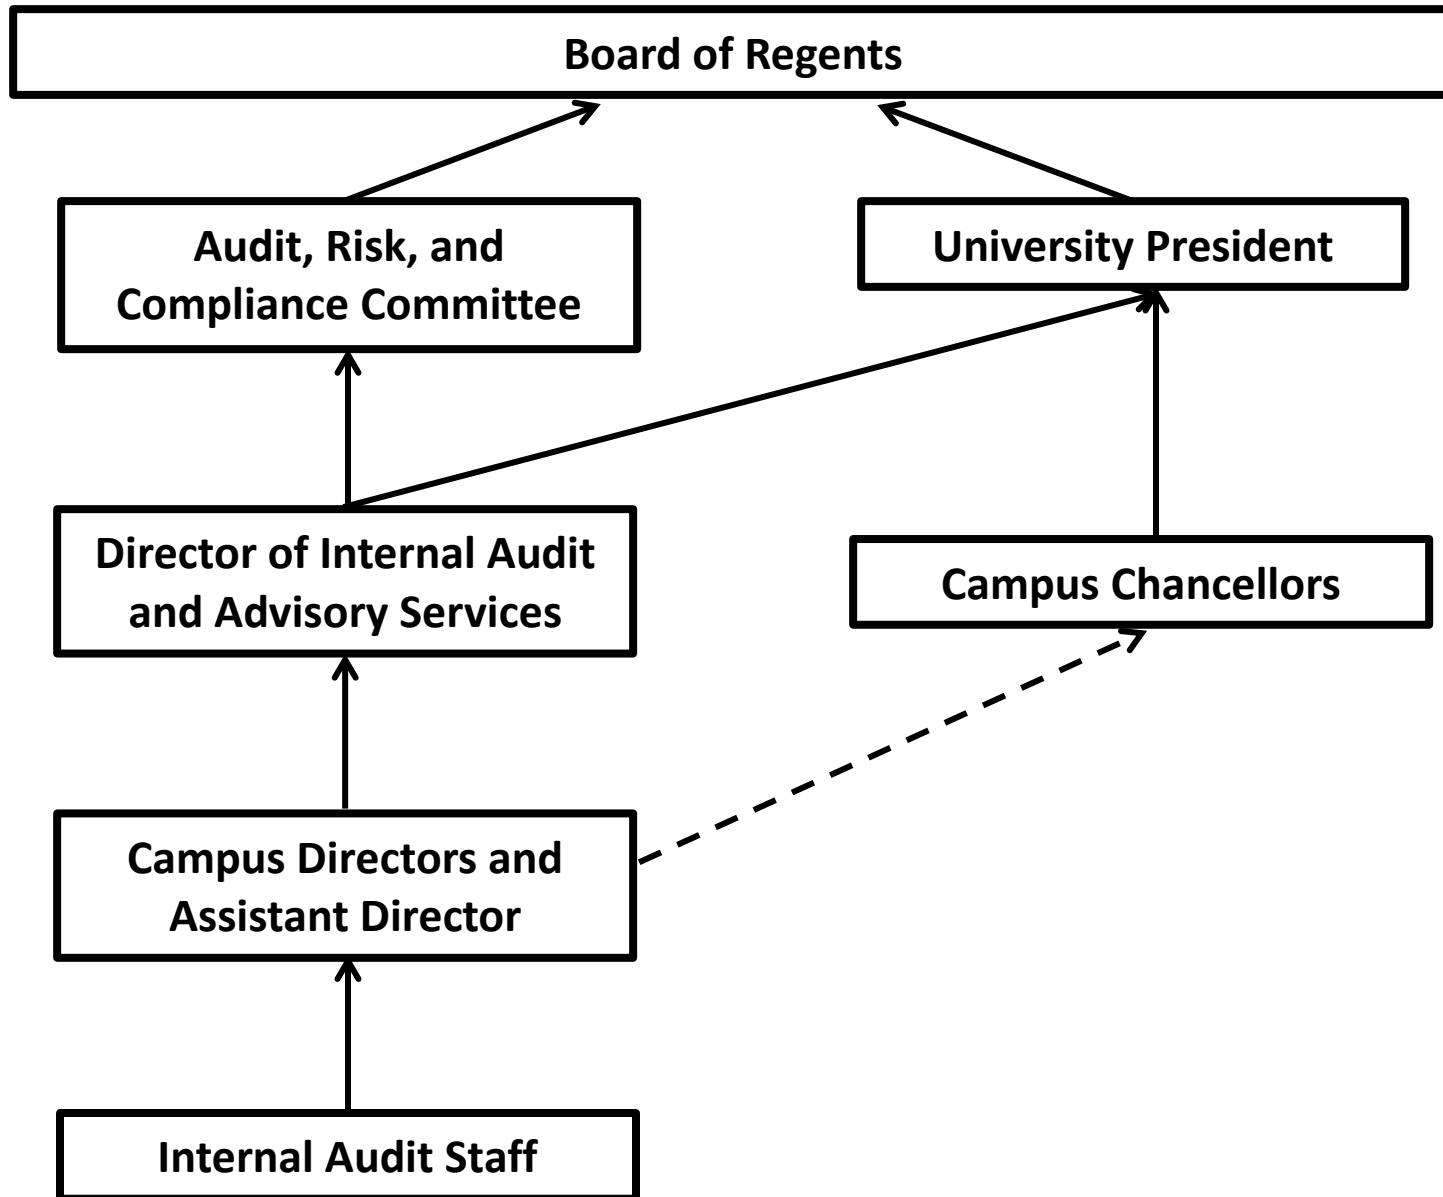 Board of Regents
Audit, Risk, and
Compliance Committee
University President
Director of Internal Audit
and Advisory Services
Campus Chancellors
Campus Directors and
Assistant Director
Internal Audit Staff